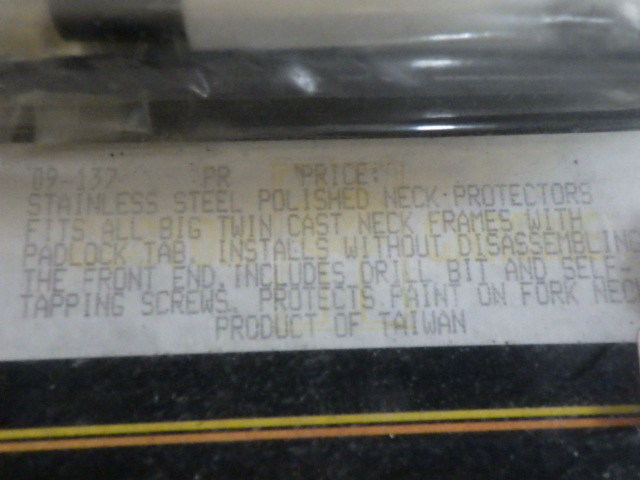 09-137 PR PRICE:
STAINLESS STEEL POLISHED NECK PROTECTORS
FITS ALL BIG TWIN CAST NECK FRAMES WITH
PADLOCK TAB. INSTALLS WITHOUT DISASSEMBLING
THE FRONT END. INCLUDES DRILL BIT AND SELF-
TAPPING SCREWS. PROTECTS PAINT ON FORK NECK
PRODUCT OF TAIWAN